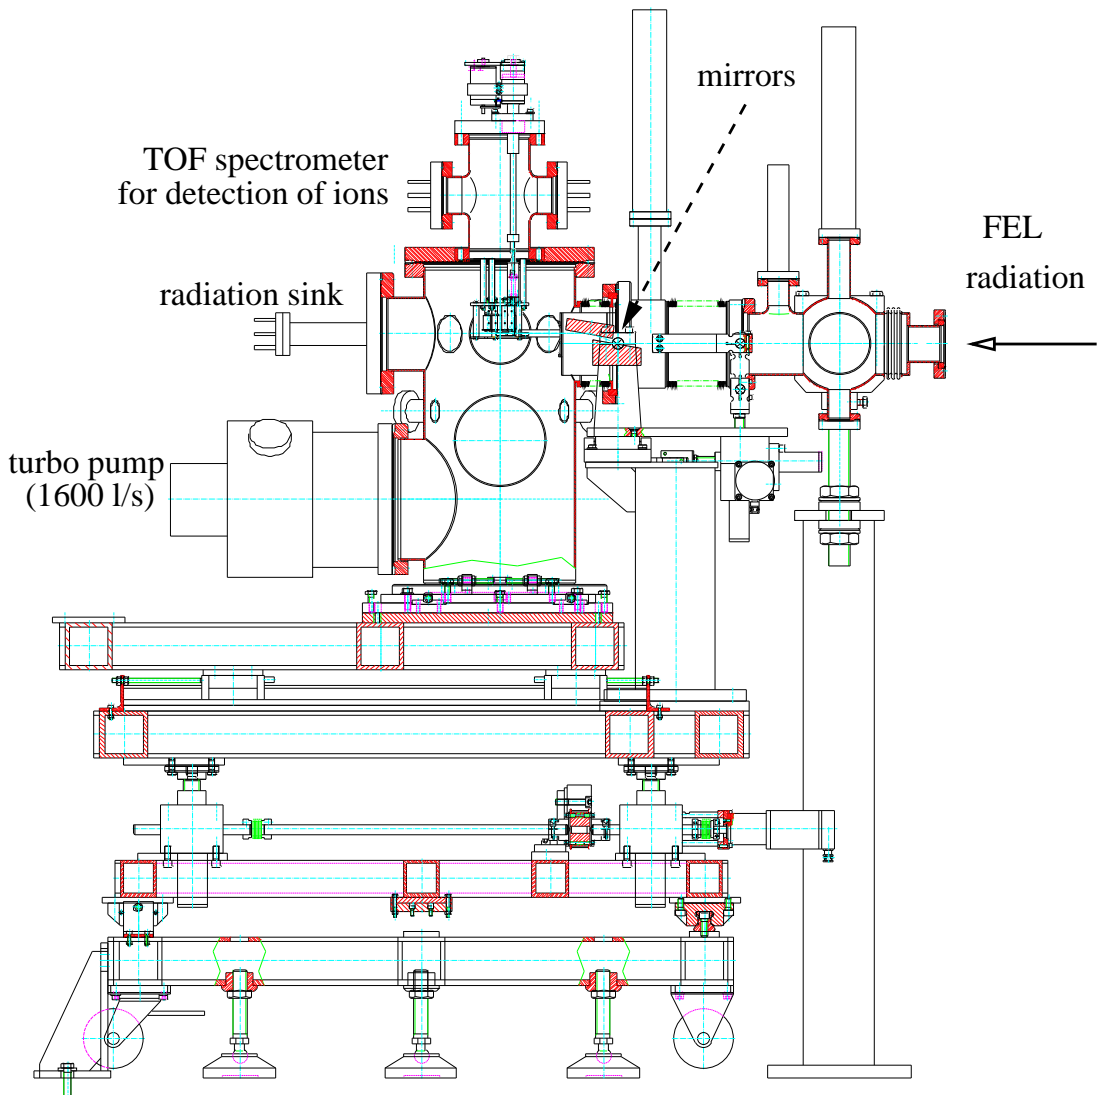 mirrors
TOF spectrometer
for detection of ions
FEL
radiation
radiation sink
turbo pump
(1600 l/s)